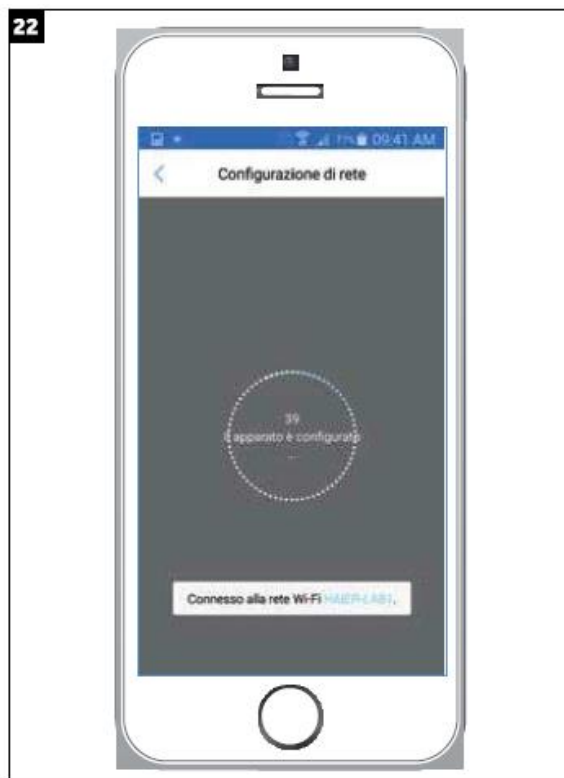 22
09:41 AM
Configurazione di rete
39
apparato è configurato
...
Connesso alla rete Wi-Fi HAIER-LAB1.